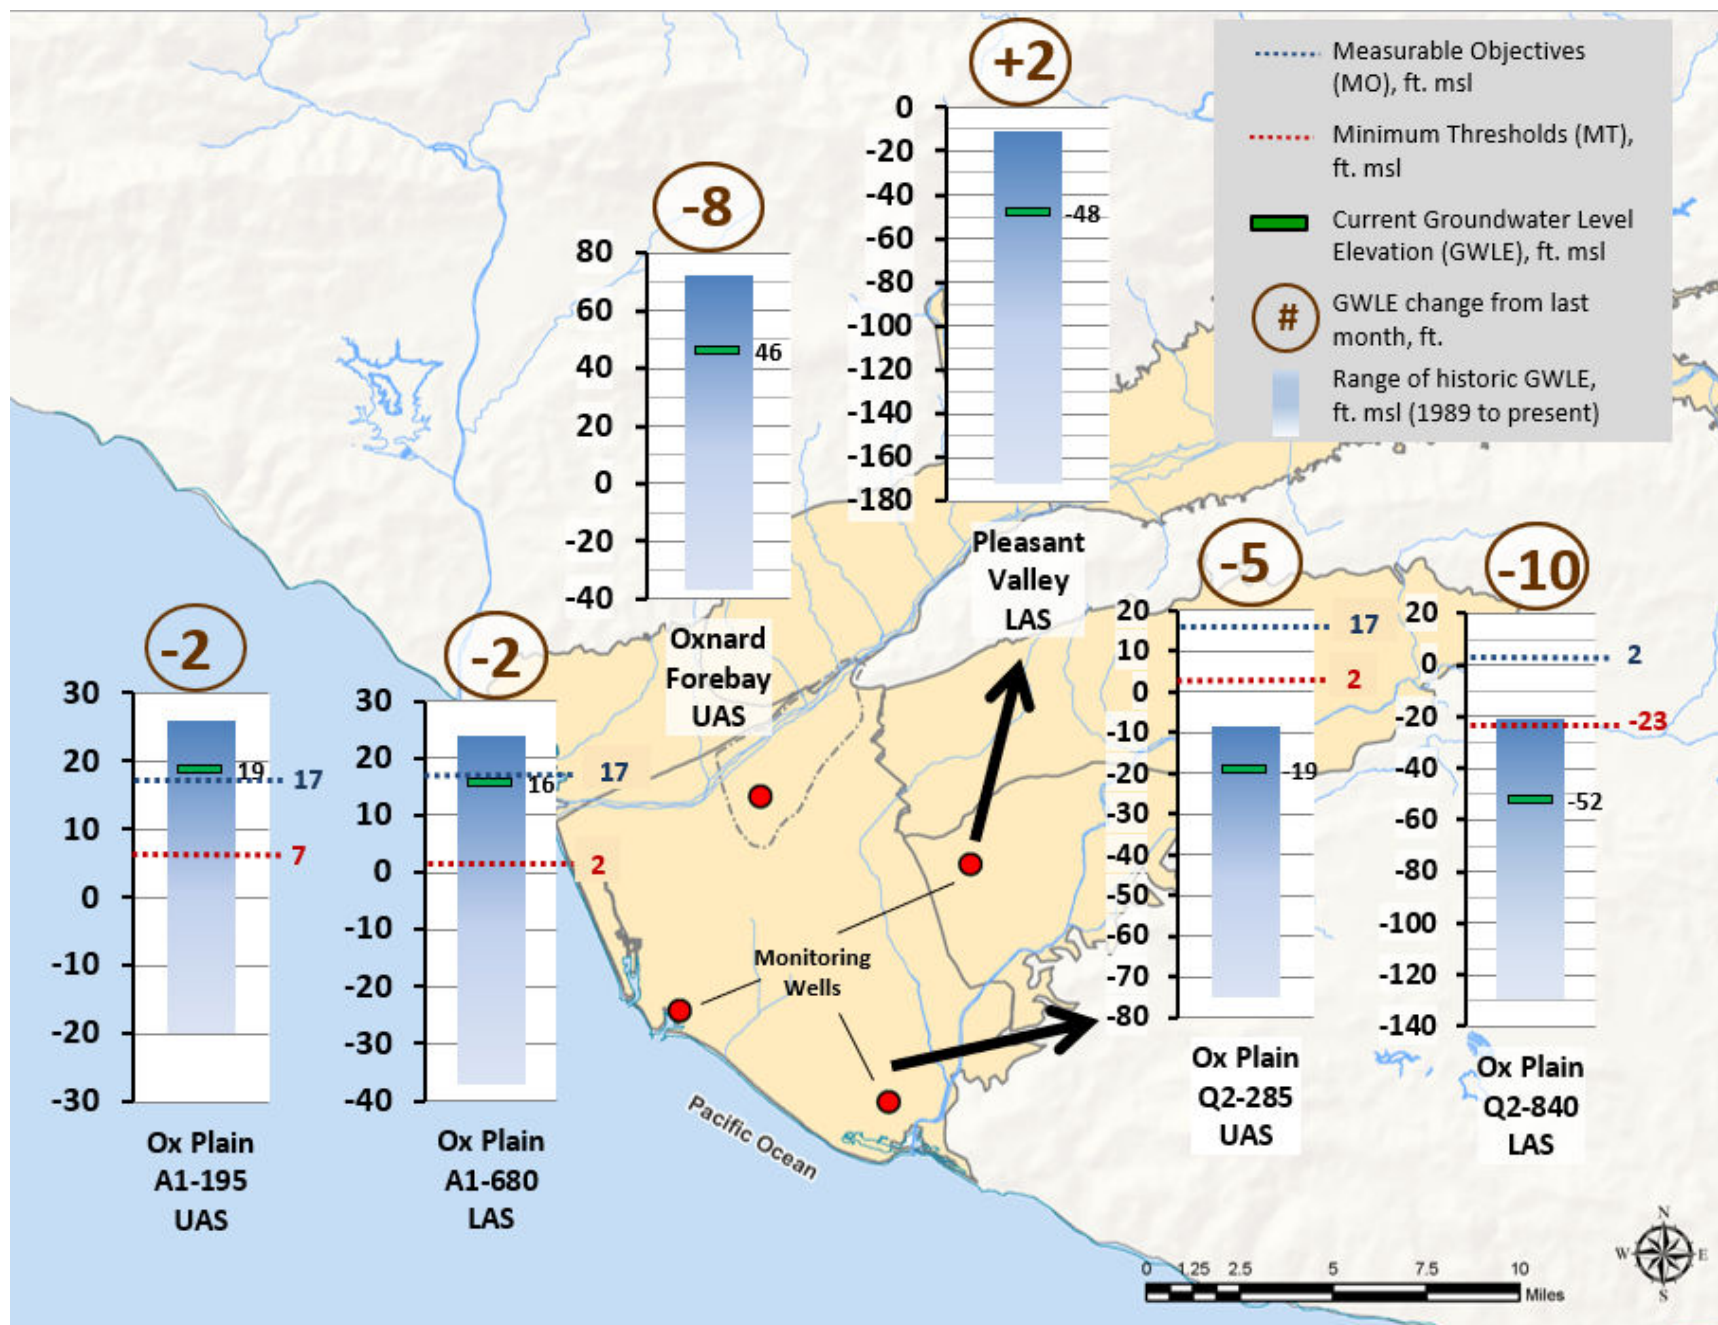 Measurable Objectives
(MO), ft. msl
Minimum Thresholds (MT),
ft. msl
Current Groundwater Level
Elevation (GWLE), ft. msl
#
GWLE change from last
month, ft.
Range of historic GWLE,
ft. msl (1989 to present)
+2
0
-20
-40
-60
-80
-100
-120
-140
-160
-180
-48
Pleasant
Valley
LAS
-8
80
60
40
20
0
-20
-40
46
Oxnard
Forebay
UAS
-2
30
20
10
0
-10
-20
-30
19
17
7
Ox Plain
A1-195
UAS
-2
30
20
10
0
-10
-20
-30
-40
16
17
2
Ox Plain
A1-680
LAS
-5
20
10
0
-10
-20
-30
-40
-50
-60
-70
-80
17
2
-19
Ox Plain
Q2-285
UAS
-10
20
0
-20
-40
-60
-80
-100
-120
-140
2
-23
-52
Ox Plain
Q2-840
LAS
Monitoring
Wells
Pacific Ocean
N
W E
S
0 1.25 2.5 5 7.5 10
Miles